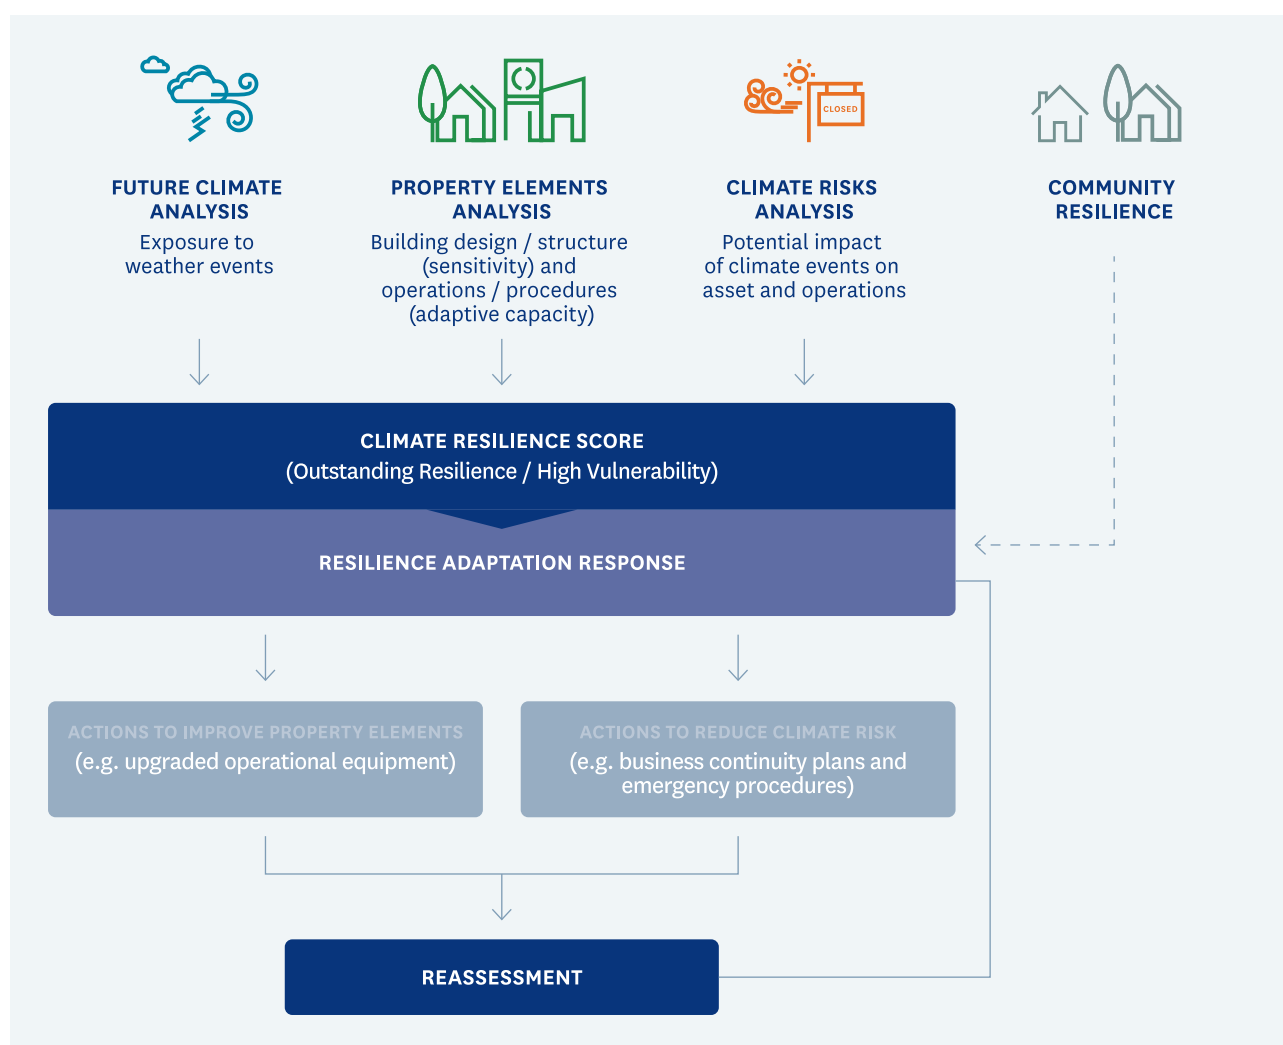 CLOSED
FUTURE CLIMATE
ANALYSIS
Exposure to
weather events
PROPERTY ELEMENTS
ANALYSIS
Building design / structure
(sensitivity) and
operations / procedures
(adaptive capacity)
CLIMATE RISKS
ANALYSIS
Potential impact
of climate events on
asset and operations
COMMUNITY
RESILIENCE
CLIMATE RESILIENCE SCORE
(Outstanding Resilience / High Vulnerability)
RESILIENCE ADAPTATION RESPONSE
ACTIONS TO IMPROVE PROPERTY ELEMENTS
(e.g. upgraded operational equipment)
ACTIONS TO REDUCE CLIMATE RISK
(e.g. business continuity plans and
emergency procedures)
REASSESSMENT